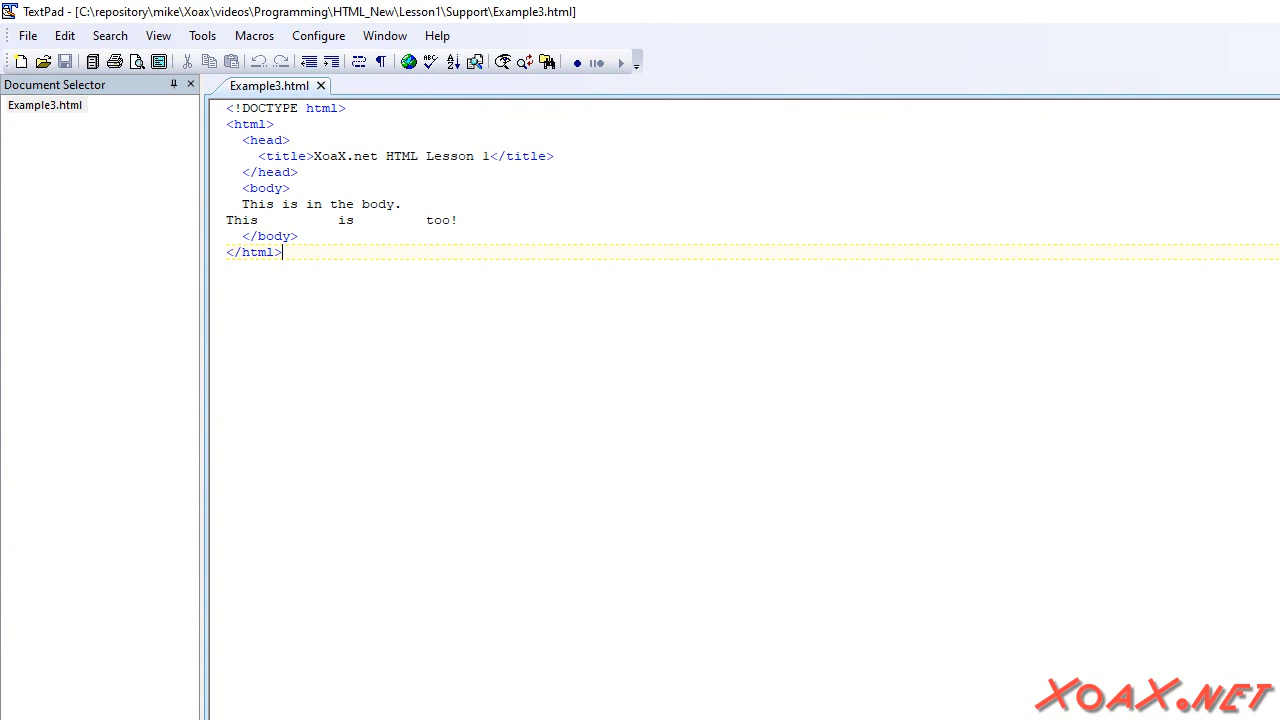 TextPad - [C:\repository\mike\Xoax\videos\Programming\HTML_New\Lesson1\Support\Example3.html]
File Edit Search View Tools Macros Configure Window Help
Document Selector
Example3.html
Example3.html
<!DOCTYPE html>
<html>
  <head>
    <title>XoaX.net HTML Lesson 1</title>
  </head>
  <body>
  This is in the body.
This          is         too!
  </body>
</html>
XOAX.NET